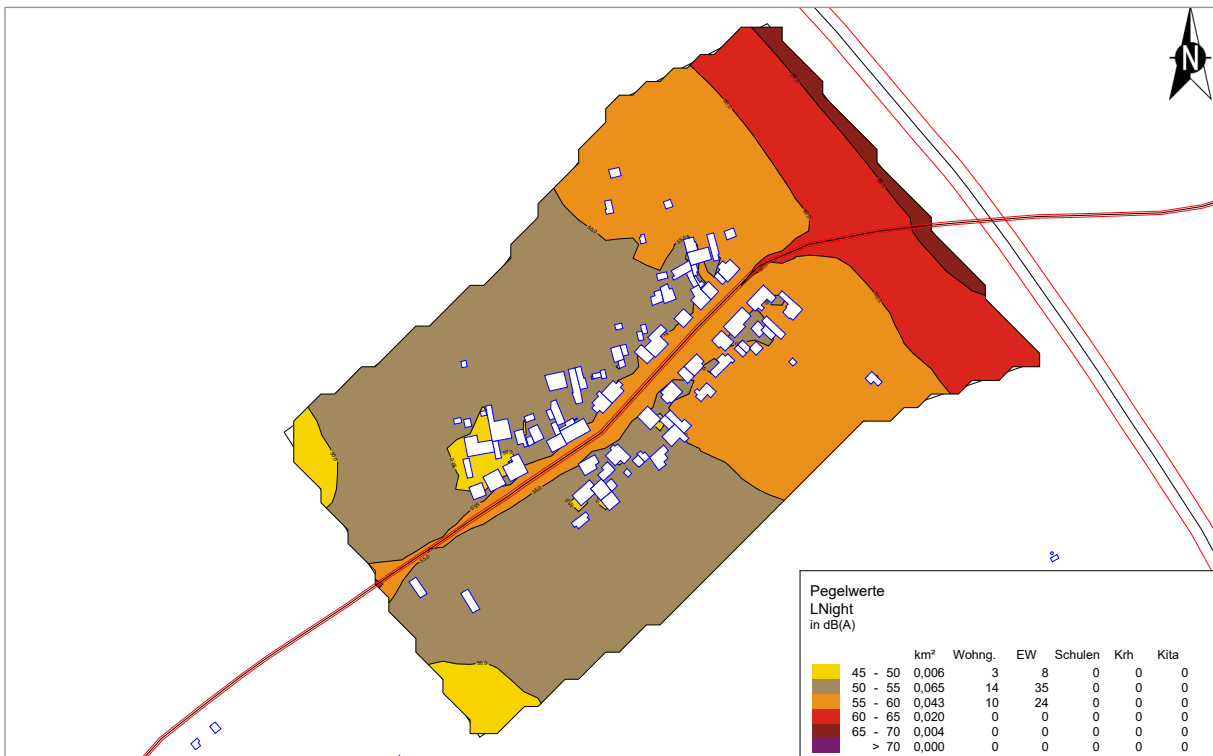 N
Pegelwerte
LNight
in dB(A)
km² Wohng. EW Schulen Krh Kita
45 - 50 0,006 3 8 0 0 0
50 - 55 0,065 14 35 0 0 0
55 - 60 0,043 10 24 0 0 0
60 - 65 0,020 0 0 0 0 0
65 - 70 0,004 0 0 0 0 0
> 70 0,000 0 0 0 0 0